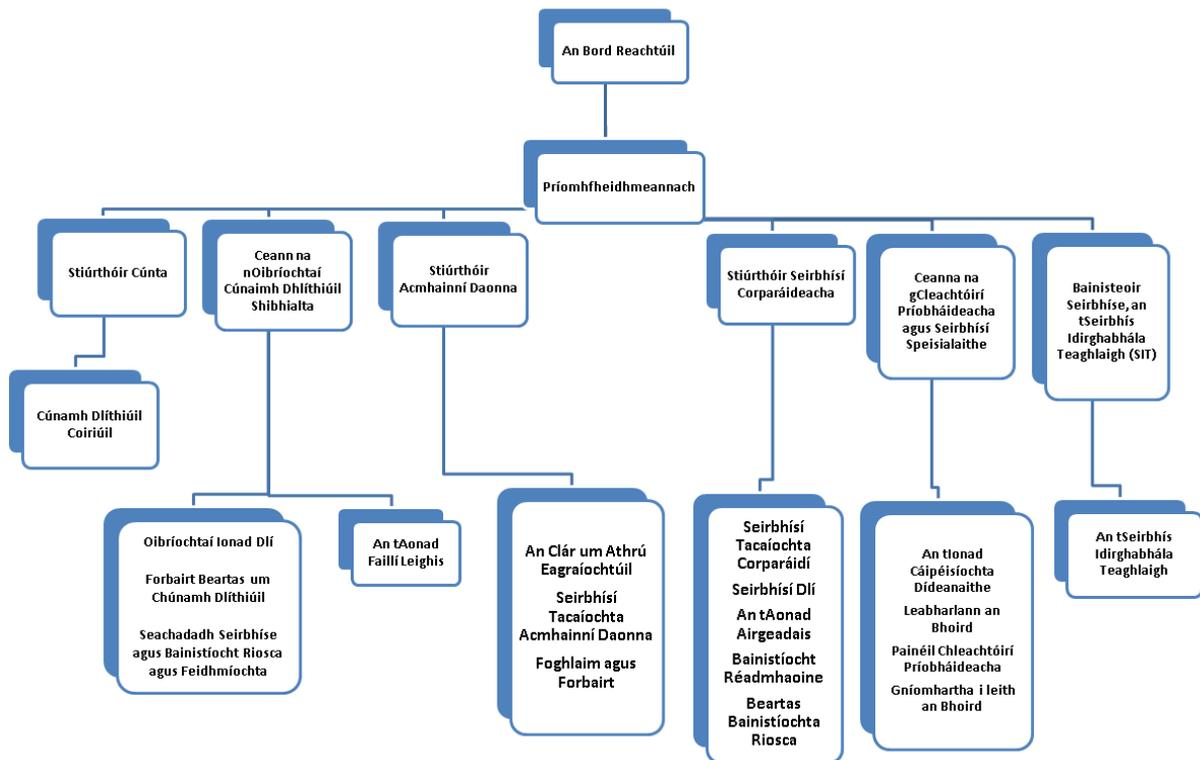 An Bord Reachtúil
Príomhfheidhmeannach
Stiúrthóir Cúnta
Ceann na
nOibríochtaí
Cúnaimh Dhlíthiúil
Shibhialta
Stiúrthóir
Acmhainní Daonna
Stiúrthóir Seirbhísí
Corparáideacha
Ceanna na
gCleachtóirí
Príobháideacha
agus Seirbhísí
Speisialaithe
Bainisteoir
Seirbhíse, an
tSeirbhís
Idirghabhála
Teaghlaigh (SIT)
Cúnamh Dlíthiúil
Coiriúil
Oibríochtaí Ionad Dlí
Forbairt Beartas um
Chúnamh Dlíthiúil
Seachadadh Seirbhíse
agus Bainistíocht Riosca
agus Feidhmíochta
An tAonad
Faillí Leighis
An Clár um Athrú
Eagraíochtúil
Seirbhísí
Tacaíochta
Acmhainní Daonna
Foghlaim agus
Forbairt
Seirbhísí
Tacaíochta
Corparáidí
Seirbhísí Dlí
An tAonad
Airgeadais
Bainistíocht
Réadmhaoine
Beartas
Bainistíochta
Riosca
An tIonad
Cáipéisíochta
Dídeanaithe
Leabharlann an
Bhoird
Painéil Chleachtóirí
Príobháideacha
Gníomhartha i leith
an Bhoird
An tSeirbhís
Idirghabhála
Teaghlaigh